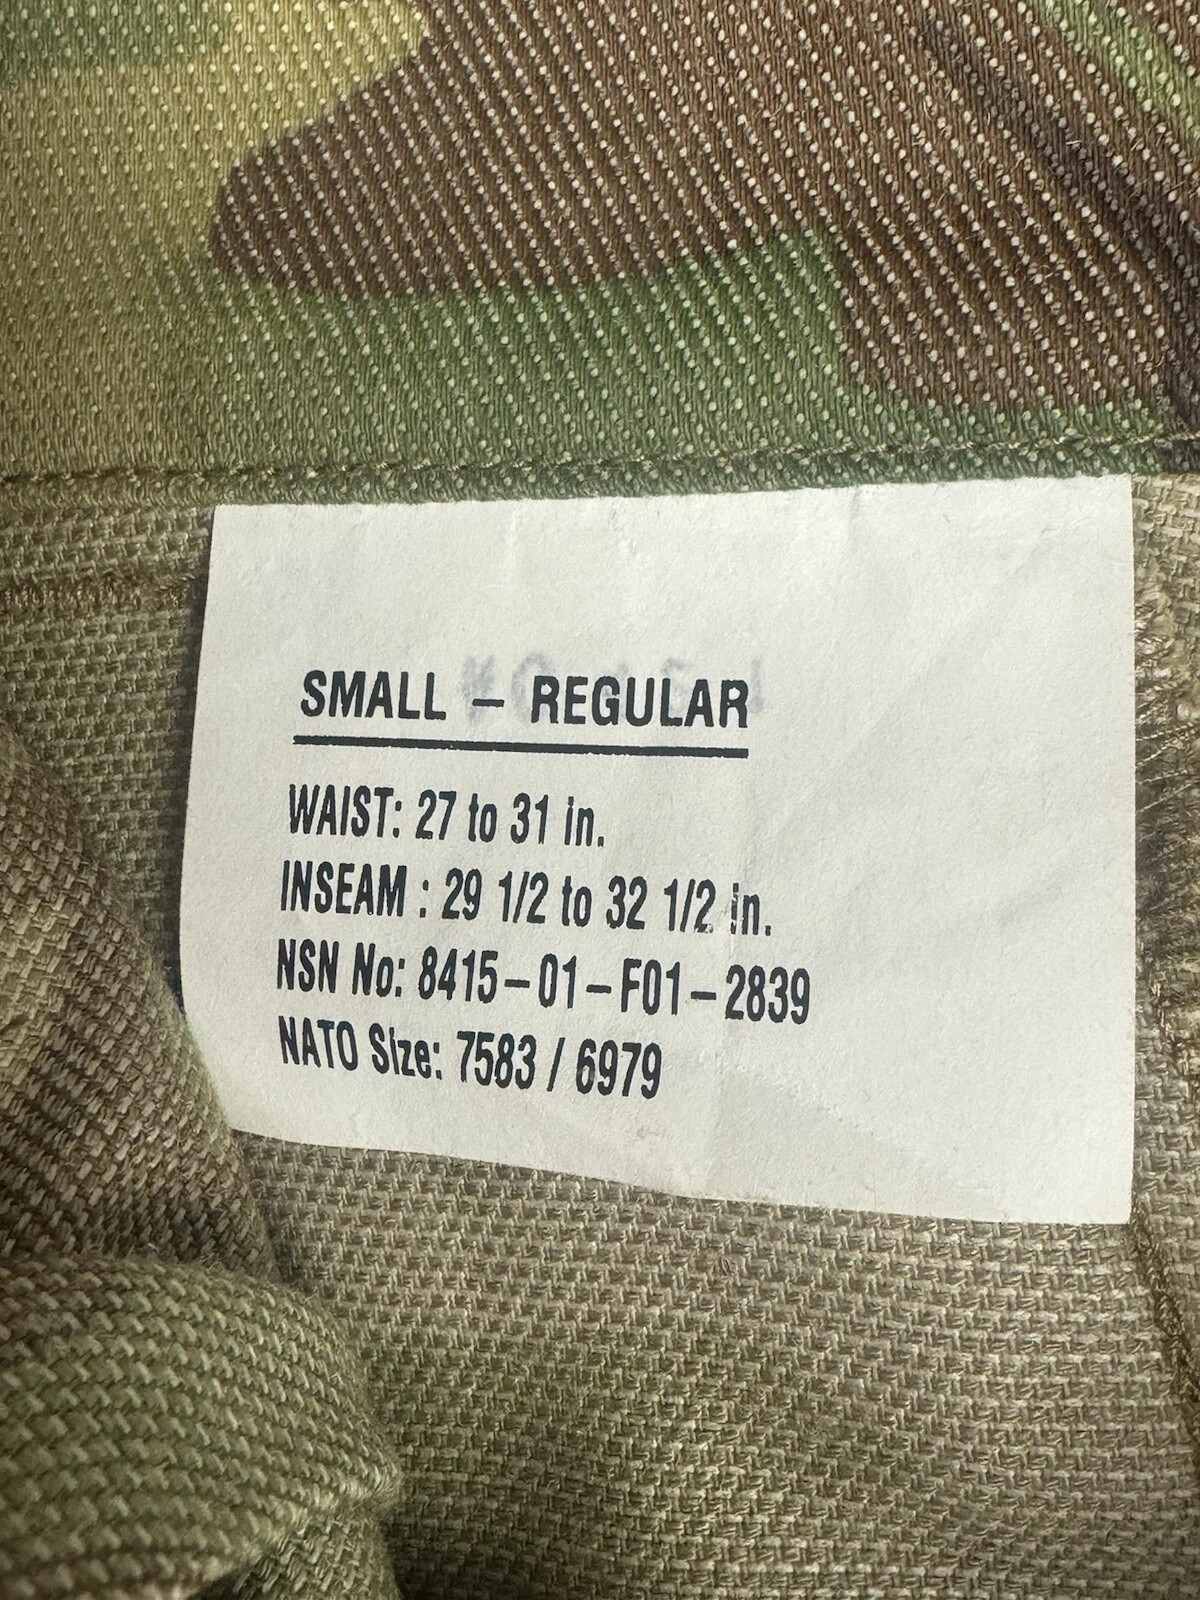 SMALL – REGULAR
WAIST: 27 to 31 in.
INSEAM : 29 1/2 to 32 1/2 in.
NSN No: 8415–01–F01–2839
NATO Size: 7583 / 6979